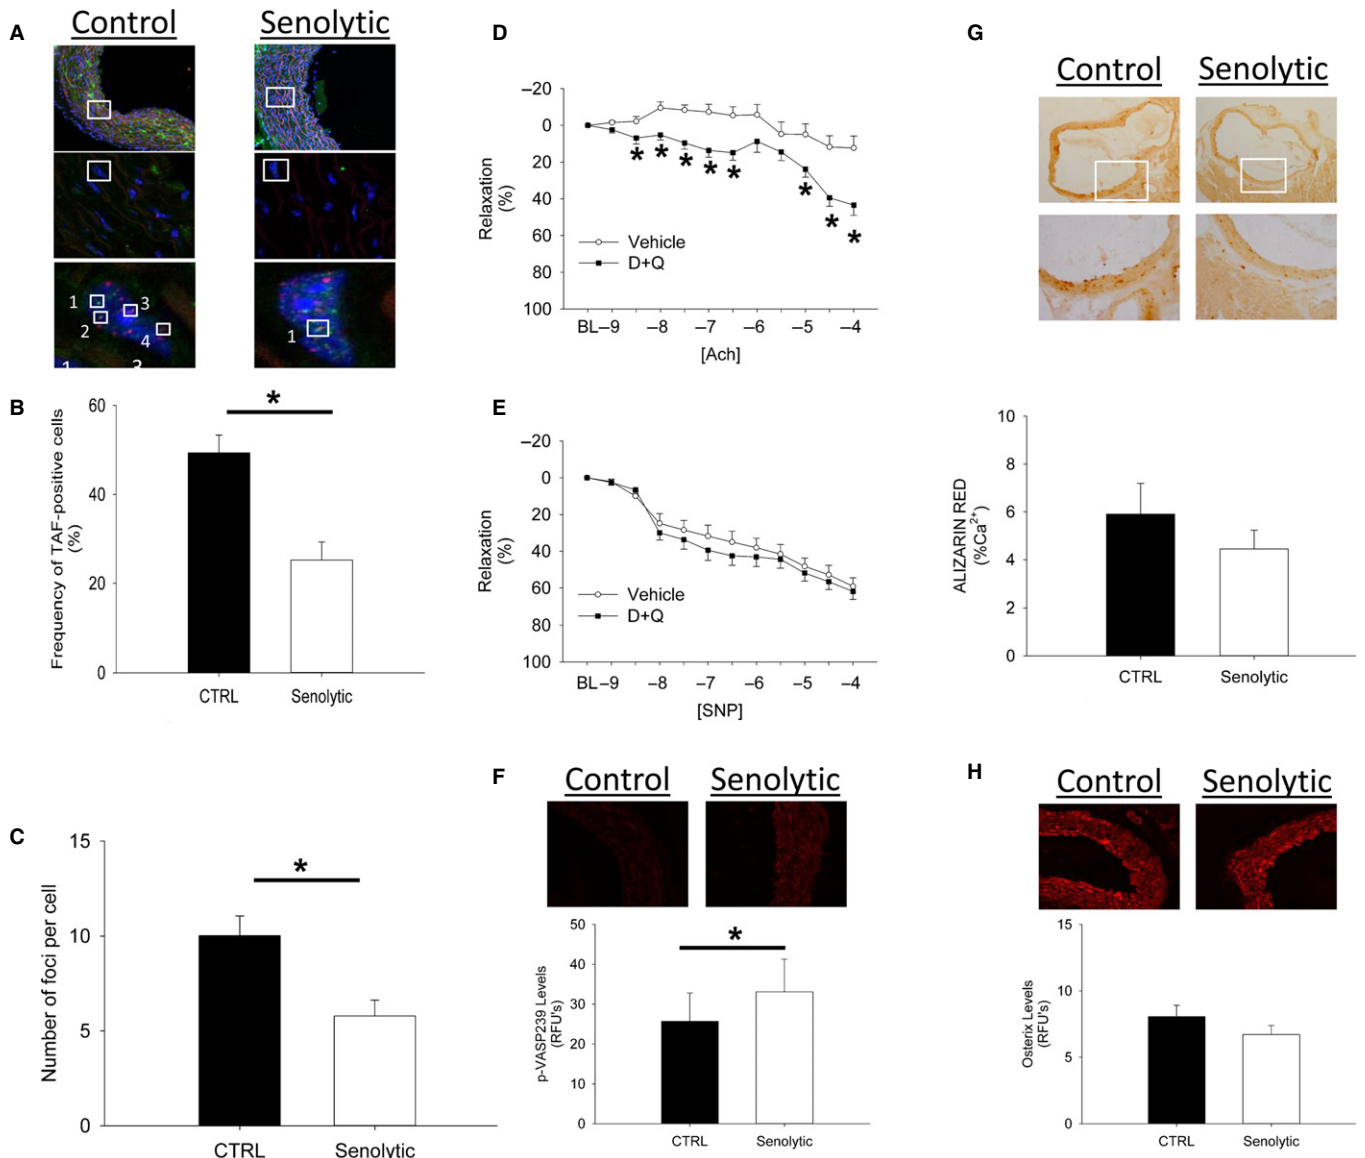 A
Control
Senolytic
1
2
3
4
1
3
1
B
Frequency of TAF-positive cells
(%)
60
40
20
0
*
CTRL
Senolytic
C
Number of foci per cell
15
10
5
0
*
CTRL
Senolytic
D
Relaxation
(%)
–20
0
20
40
60
80
100
Vehicle
D+Q
* * * * * * * *
BL –9 –8 –7 –6 –5 –4
[Ach]
E
Relaxation
(%)
–20
0
20
40
60
80
100
Vehicle
D+Q
BL –9 –8 –7 –6 –5 –4
[SNP]
F
Control
Senolytic
p-VASP239 Levels
(RFU's)
50
40
30
20
10
0
*
CTRL
Senolytic
G
Control
Senolytic
ALIZARIN RED
(%Ca²⁺)
10
8
6
4
2
0
CTRL
Senolytic
H
Control
Senolytic
Osterix Levels
(RFU's)
15
10
5
0
CTRL
Senolytic